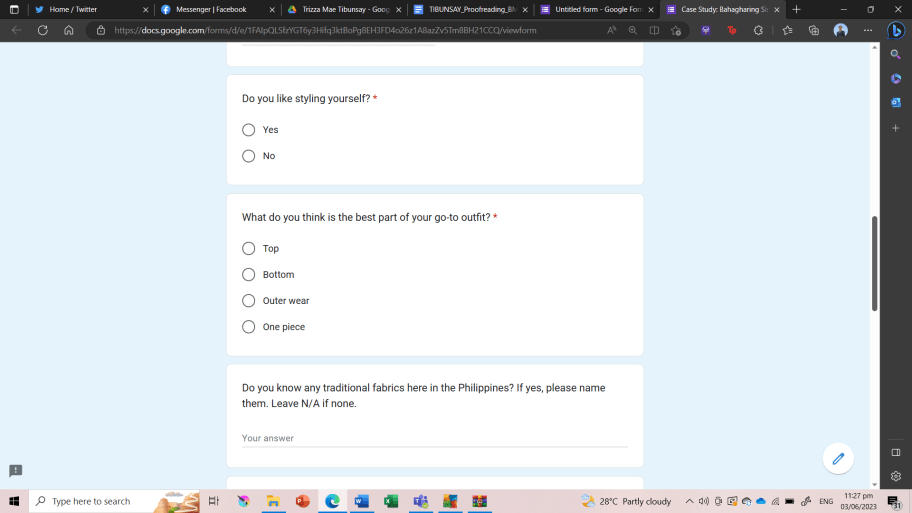 Home / Twitter
Messenger | Facebook
Trizza Mae Tibunsay - Goog
TIBUNSAY_Proofreading_BM
Untitled form - Google Form
Case Study: Bahagharing
https://docs.google.com/forms/d/e/
/viewform
Do you like styling yourself? *
Yes
No
What do you think is the best part of your go-to outfit? *
Top
Bottom
Outer wear
One piece
Do you know any traditional fabrics here in the Philippines? If yes, please name
them. Leave N/A if none.
Your answer
Type here to search
28°C Partly cloudy
ENG
11:27 pm
03/06/2023
31